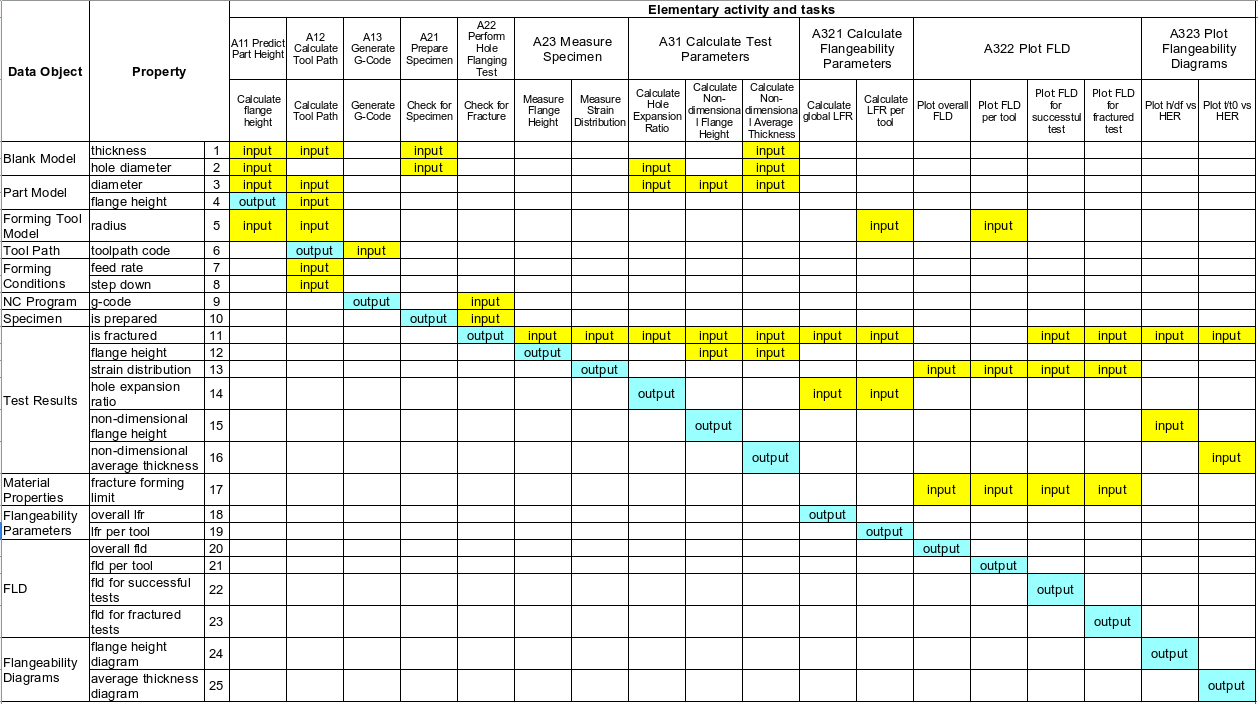 Elementary activity and tasks
Data Object Property A11 Predict Part Height A12 Calculate Tool Path A13 Generate G-Code A21 Prepare Specimen A22 Perform Hole Flanging Test A23 Measure Specimen A31 Calculate Test Parameters A321 Calculate Flangeability Parameters A322 Plot FLD A323 Plot Flangeability Diagrams
Calculate flange height Calculate Tool Path Generate G-Code Check for Specimen Check for Fracture Measure Flange Height Measure Strain Distribution Calculate Hole Expansion Ratio Calculate Non-dimensional Flange Height Calculate Non-dimensional Average Thickness Calculate global LFR Calculate LFR per tool Plot overall FLD Plot FLD per tool Plot FLD for successful test Plot FLD for fractured test Plot h/df vs HER Plot t/t0 vs HER
Blank Model thickness 1 input input input input
hole diameter 2 input input input input
Part Model diameter 3 input input input input input
flange height 4 output input
Forming Tool Model radius 5 input input input input
Tool Path toolpath code 6 output input
Forming Conditions feed rate 7 input
step down 8 input
NC Program g-code 9 output input
Specimen is prepared 10 output input
Test Results is fractured 11 output input input input input input input input input input input input
flange height 12 output input input
strain distribution 13 output input input input input
hole expansion ratio 14 output input input
non-dimensional flange height 15 output input
non-dimensional average thickness 16 output input
Material Properties fracture forming limit 17 input input input input
Flangeability Parameters overall lfr 18 output
lfr per tool 19 output
FLD overall fld 20 output
fld per tool 21 output
fld for successful tests 22 output
fld for fractured tests 23 output
Flangeability Diagrams flange height diagram 24 output
average thickness diagram 25 output